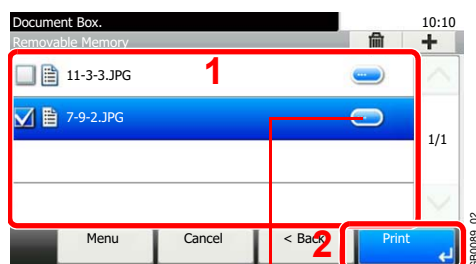 Document Box.
10:10
Removable Memory
11-3-3.JPG
1
7-9-2.JPG
1/1
Menu
Cancel
< Back
2
Print